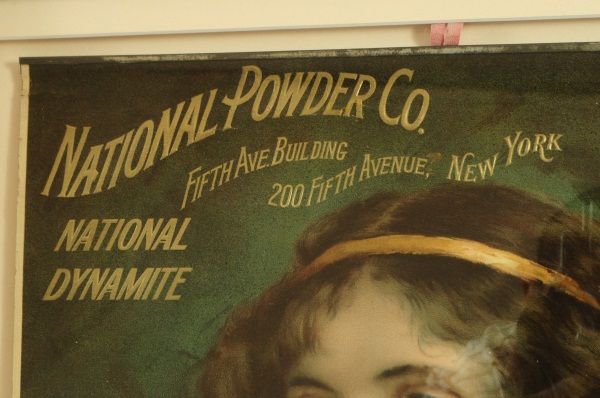 NATIONAL POWDER CO.
FIFTH AVE BUILDING
200 FIFTH AVENUE, NEW YORK
NATIONAL
DYNAMITE